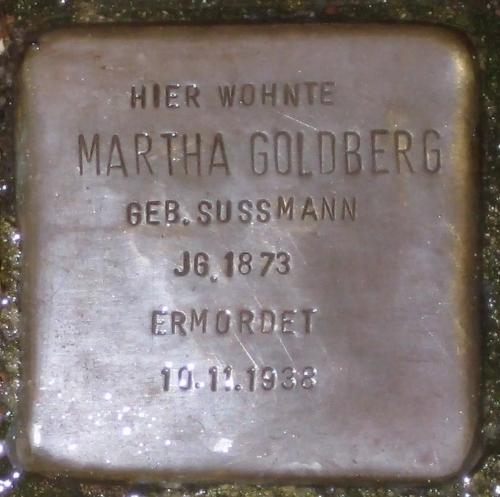 HIER WOHNTE
MARTHA GOLDBERG
GEB. SUSSMANN
JG. 1873
ERMORDET
10.11.1938